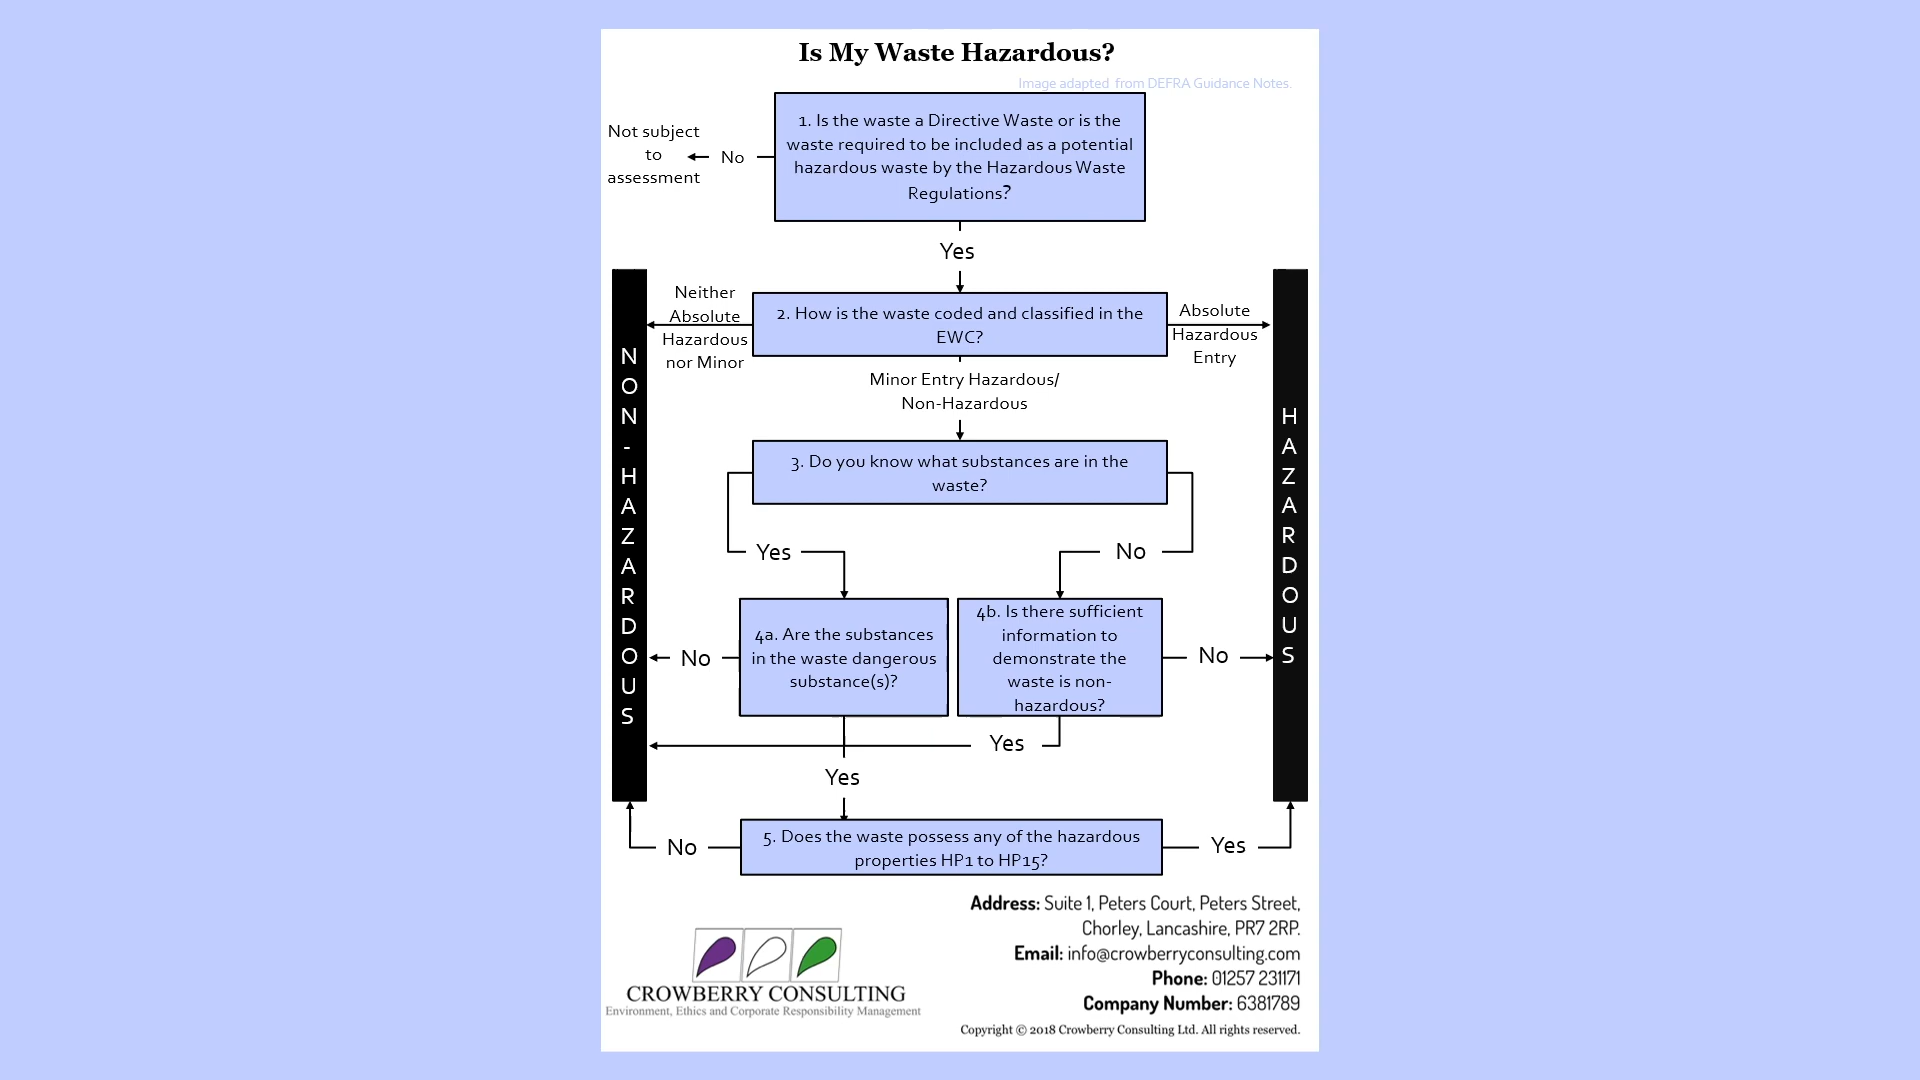 Is My Waste Hazardous?
Image adapted from DEFRA Guidance Notes.
1. Is the waste a Directive Waste or is the
waste required to be included as a potential
hazardous waste by the Hazardous Waste
Regulations?
No
Not subject
to
assessment
Yes
2. How is the waste coded and classified in the
EWC?
Neither
Absolute
Hazardous
nor Minor
Absolute
Hazardous
Entry
Minor Entry Hazardous/
Non-Hazardous
3. Do you know what substances are in the
waste?
Yes
No
4a. Are the substances
in the waste dangerous
substance(s)?
4b. Is there sufficient
information to
demonstrate the
waste is non-
hazardous?
No
No
Yes
Yes
5. Does the waste possess any of the hazardous
properties HP1 to HP15?
No
Yes
NON-HAZARDOUS
HAZARDOUS
CROWBERRY CONSULTING
Environment, Ethics and Corporate Responsibility Management
Address: Suite 1, Peters Court, Peters Street,
Chorley, Lancashire, PR7 2RP.
Email: info@crowberryconsulting.com
Phone: 01257 231171
Company Number: 6381789
Copyright © 2018 Crowberry Consulting Ltd. All rights reserved.